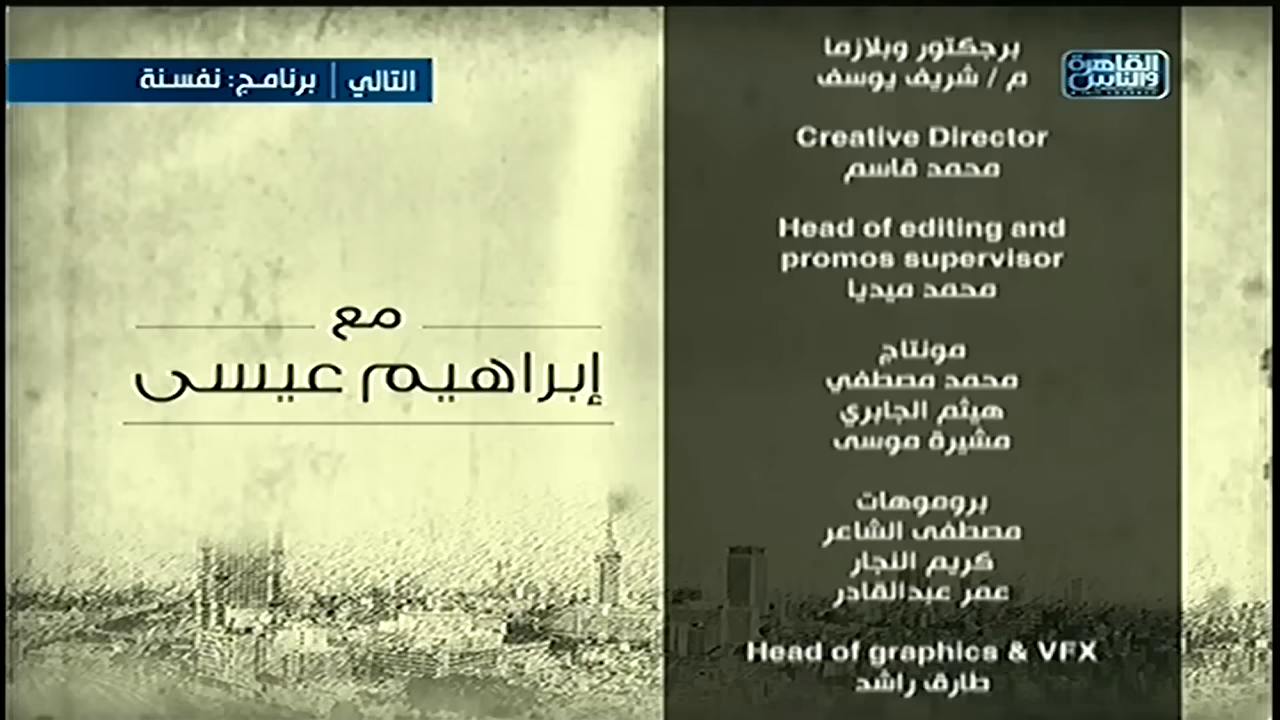 التالي | برنامج: نفسنة
القاهرة
والناس
مع
إبراهيم عيسى
برجكتور وبلازما
م / شريف يوسف
Creative Director
محمد قاسم
Head of editing and
promos supervisor
محمد ميديا
مونتاج
محمد مصطفي
هيثم الجابري
مشيرة موسى
بروموهات
مصطفى الشاعر
كريم النجار
عمر عبدالقادر
Head of graphics & VFX
طارق راشد